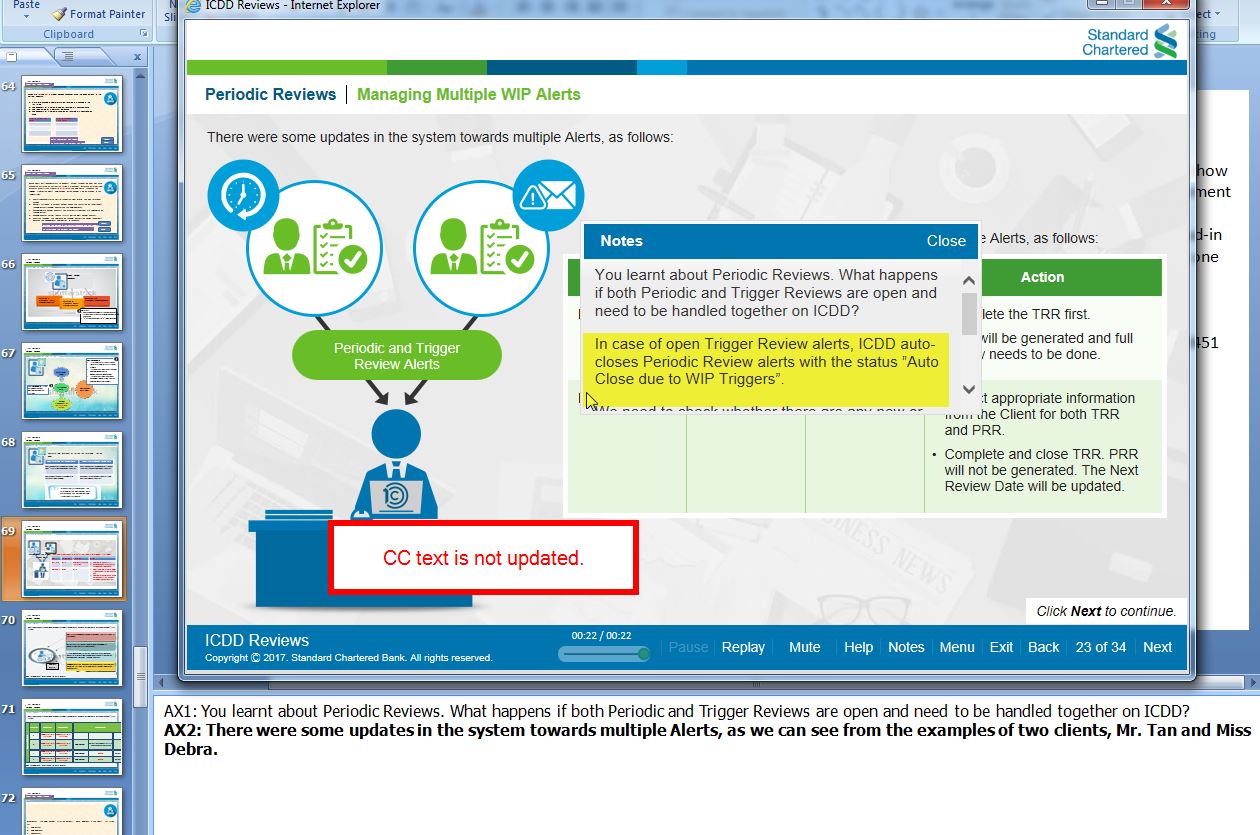 Paste
Format Painter
Clipboard
ICDD Reviews - Internet Explorer
Standard
Chartered
Periodic Reviews | Managing Multiple WIP Alerts
There were some updates in the system towards multiple Alerts, as follows:
Periodic and Trigger
Review Alerts
Notes
Close
You learnt about Periodic Reviews. What happens
if both Periodic and Trigger Reviews are open and
need to be handled together on ICDD?
In case of open Trigger Review alerts, ICDD auto-
closes Periodic Review alerts with the status "Auto
Close due to WIP Triggers".
We need to check whether there are any new or
e Alerts, as follows:
Action
lete the TRR first.
will be generated and full
needs to be done.
ct appropriate information
from the Client for both TRR
and PRR.
• Complete and close TRR. PRR
will not be generated. The Next
Review Date will be updated.
CC text is not updated.
Click Next to continue.
ICDD Reviews
Copyright © 2017. Standard Chartered Bank. All rights reserved.
00:22 / 00:22
Pause
Replay
Mute
Help
Notes
Menu
Exit
Back
23 of 34
Next
64
65
66
67
68
69
70
71
72
how
ment
d-in
one
451
AX1: You learnt about Periodic Reviews. What happens if both Periodic and Trigger Reviews are open and need to be handled together on ICDD?
AX2: There were some updates in the system towards multiple Alerts, as we can see from the examples of two clients, Mr. Tan and Miss
Debra.